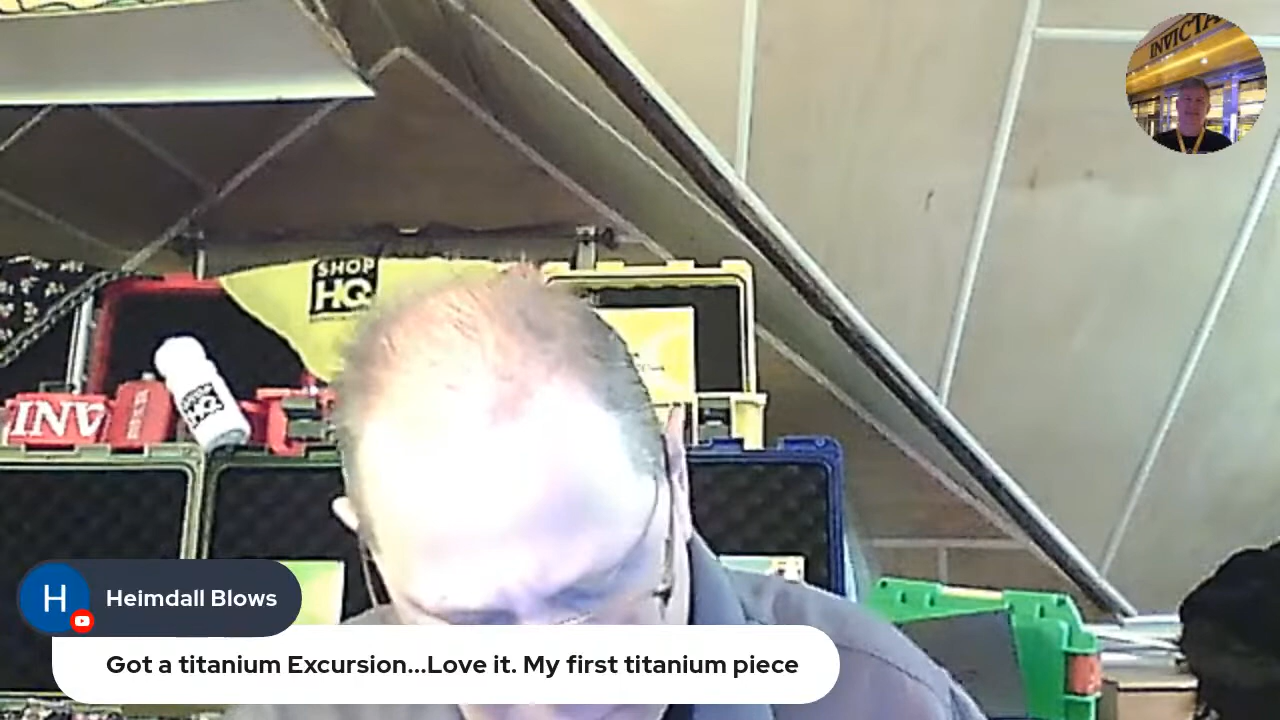 INVICTA
SHOP
HQ
INV
HQ
H
Heimdall Blows
Got a titanium Excursion...Love it. My first titanium piece